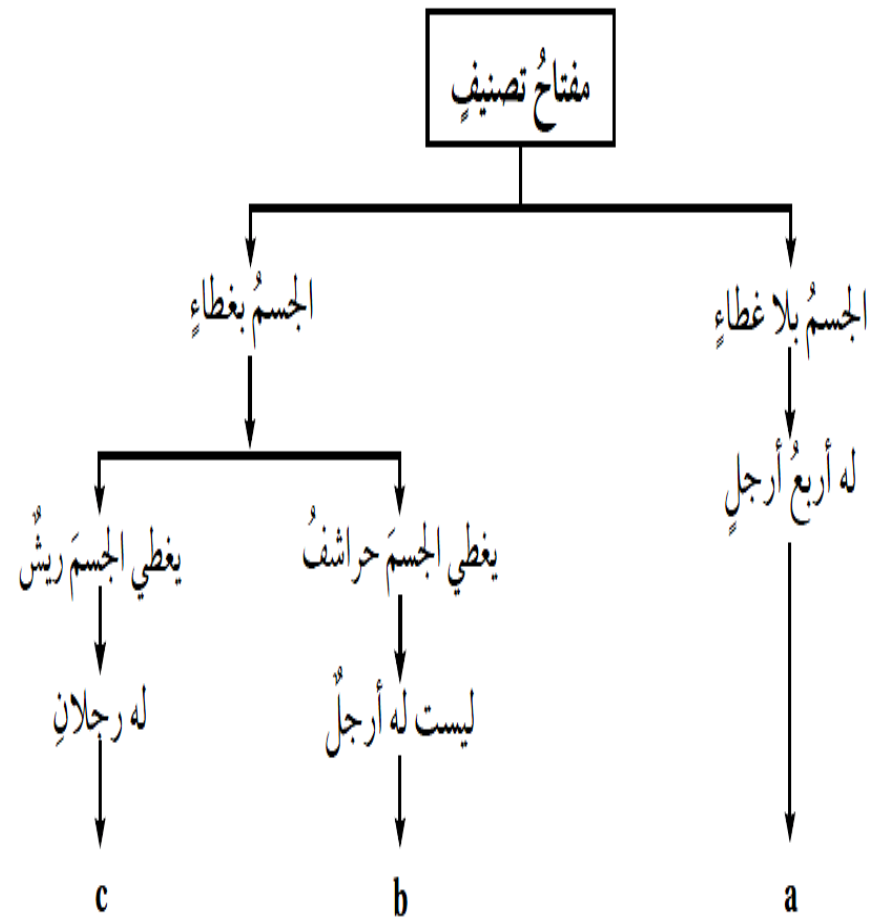 مفتاحُ تصنيفٍ
الجسمُ بلا غطاءٍ
الجسمُ بغطاءٍ
له أربعُ أرجلٍ
يغطي الجسمَ حراشفُ
يغطي الجسمَ ريشٌ
ليست له أرجلٌ
له رجلانِ
a
b
c